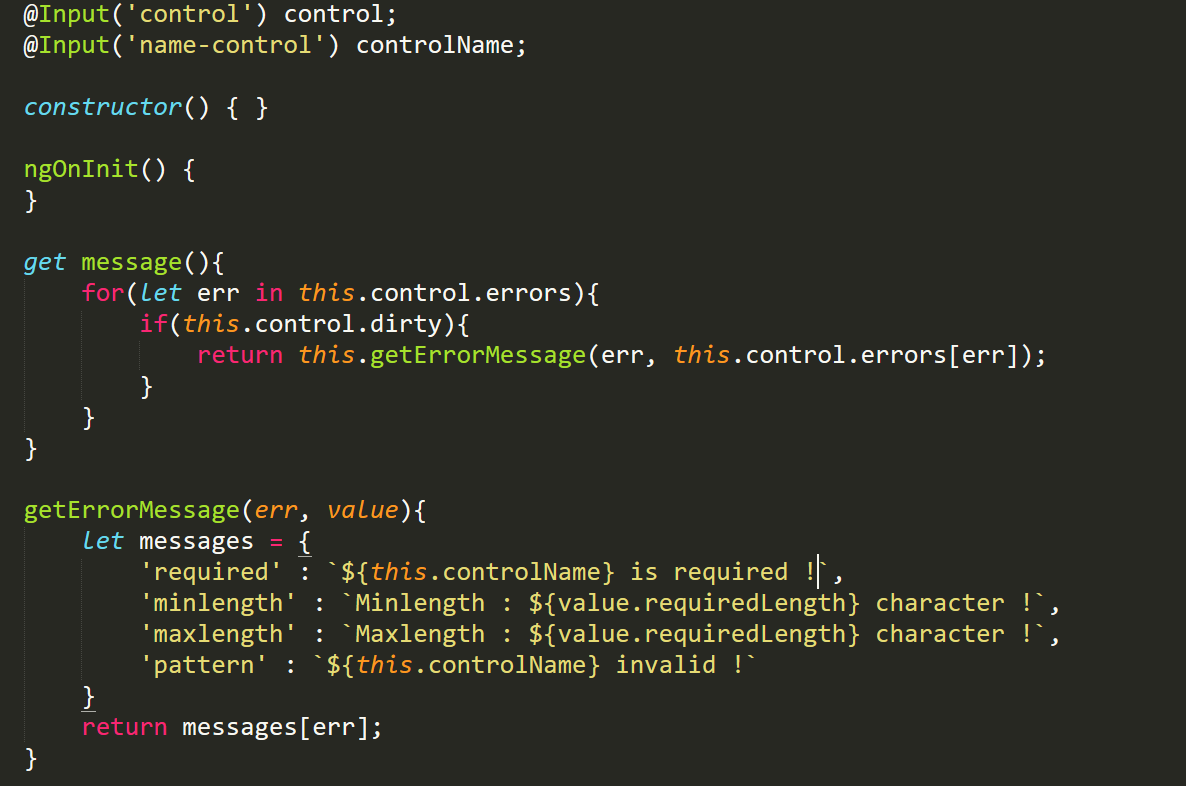 @Input('control') control;
@Input('name-control') controlName;
constructor() { }
ngOnInit() {
}
get message(){
for(let err in this.control.errors){
if(this.control.dirty){
return this.getErrorMessage(err, this.control.errors[err]);
}
}
}
getErrorMessage(err, value){
let messages = {
'required' : `${this.controlName} is required !`,
'minlength' : `Minlength : ${value.requiredLength} character !`,
'maxlength' : `Maxlength : ${value.requiredLength} character !`,
'pattern' : `${this.controlName} invalid !`
}
return messages[err];
}